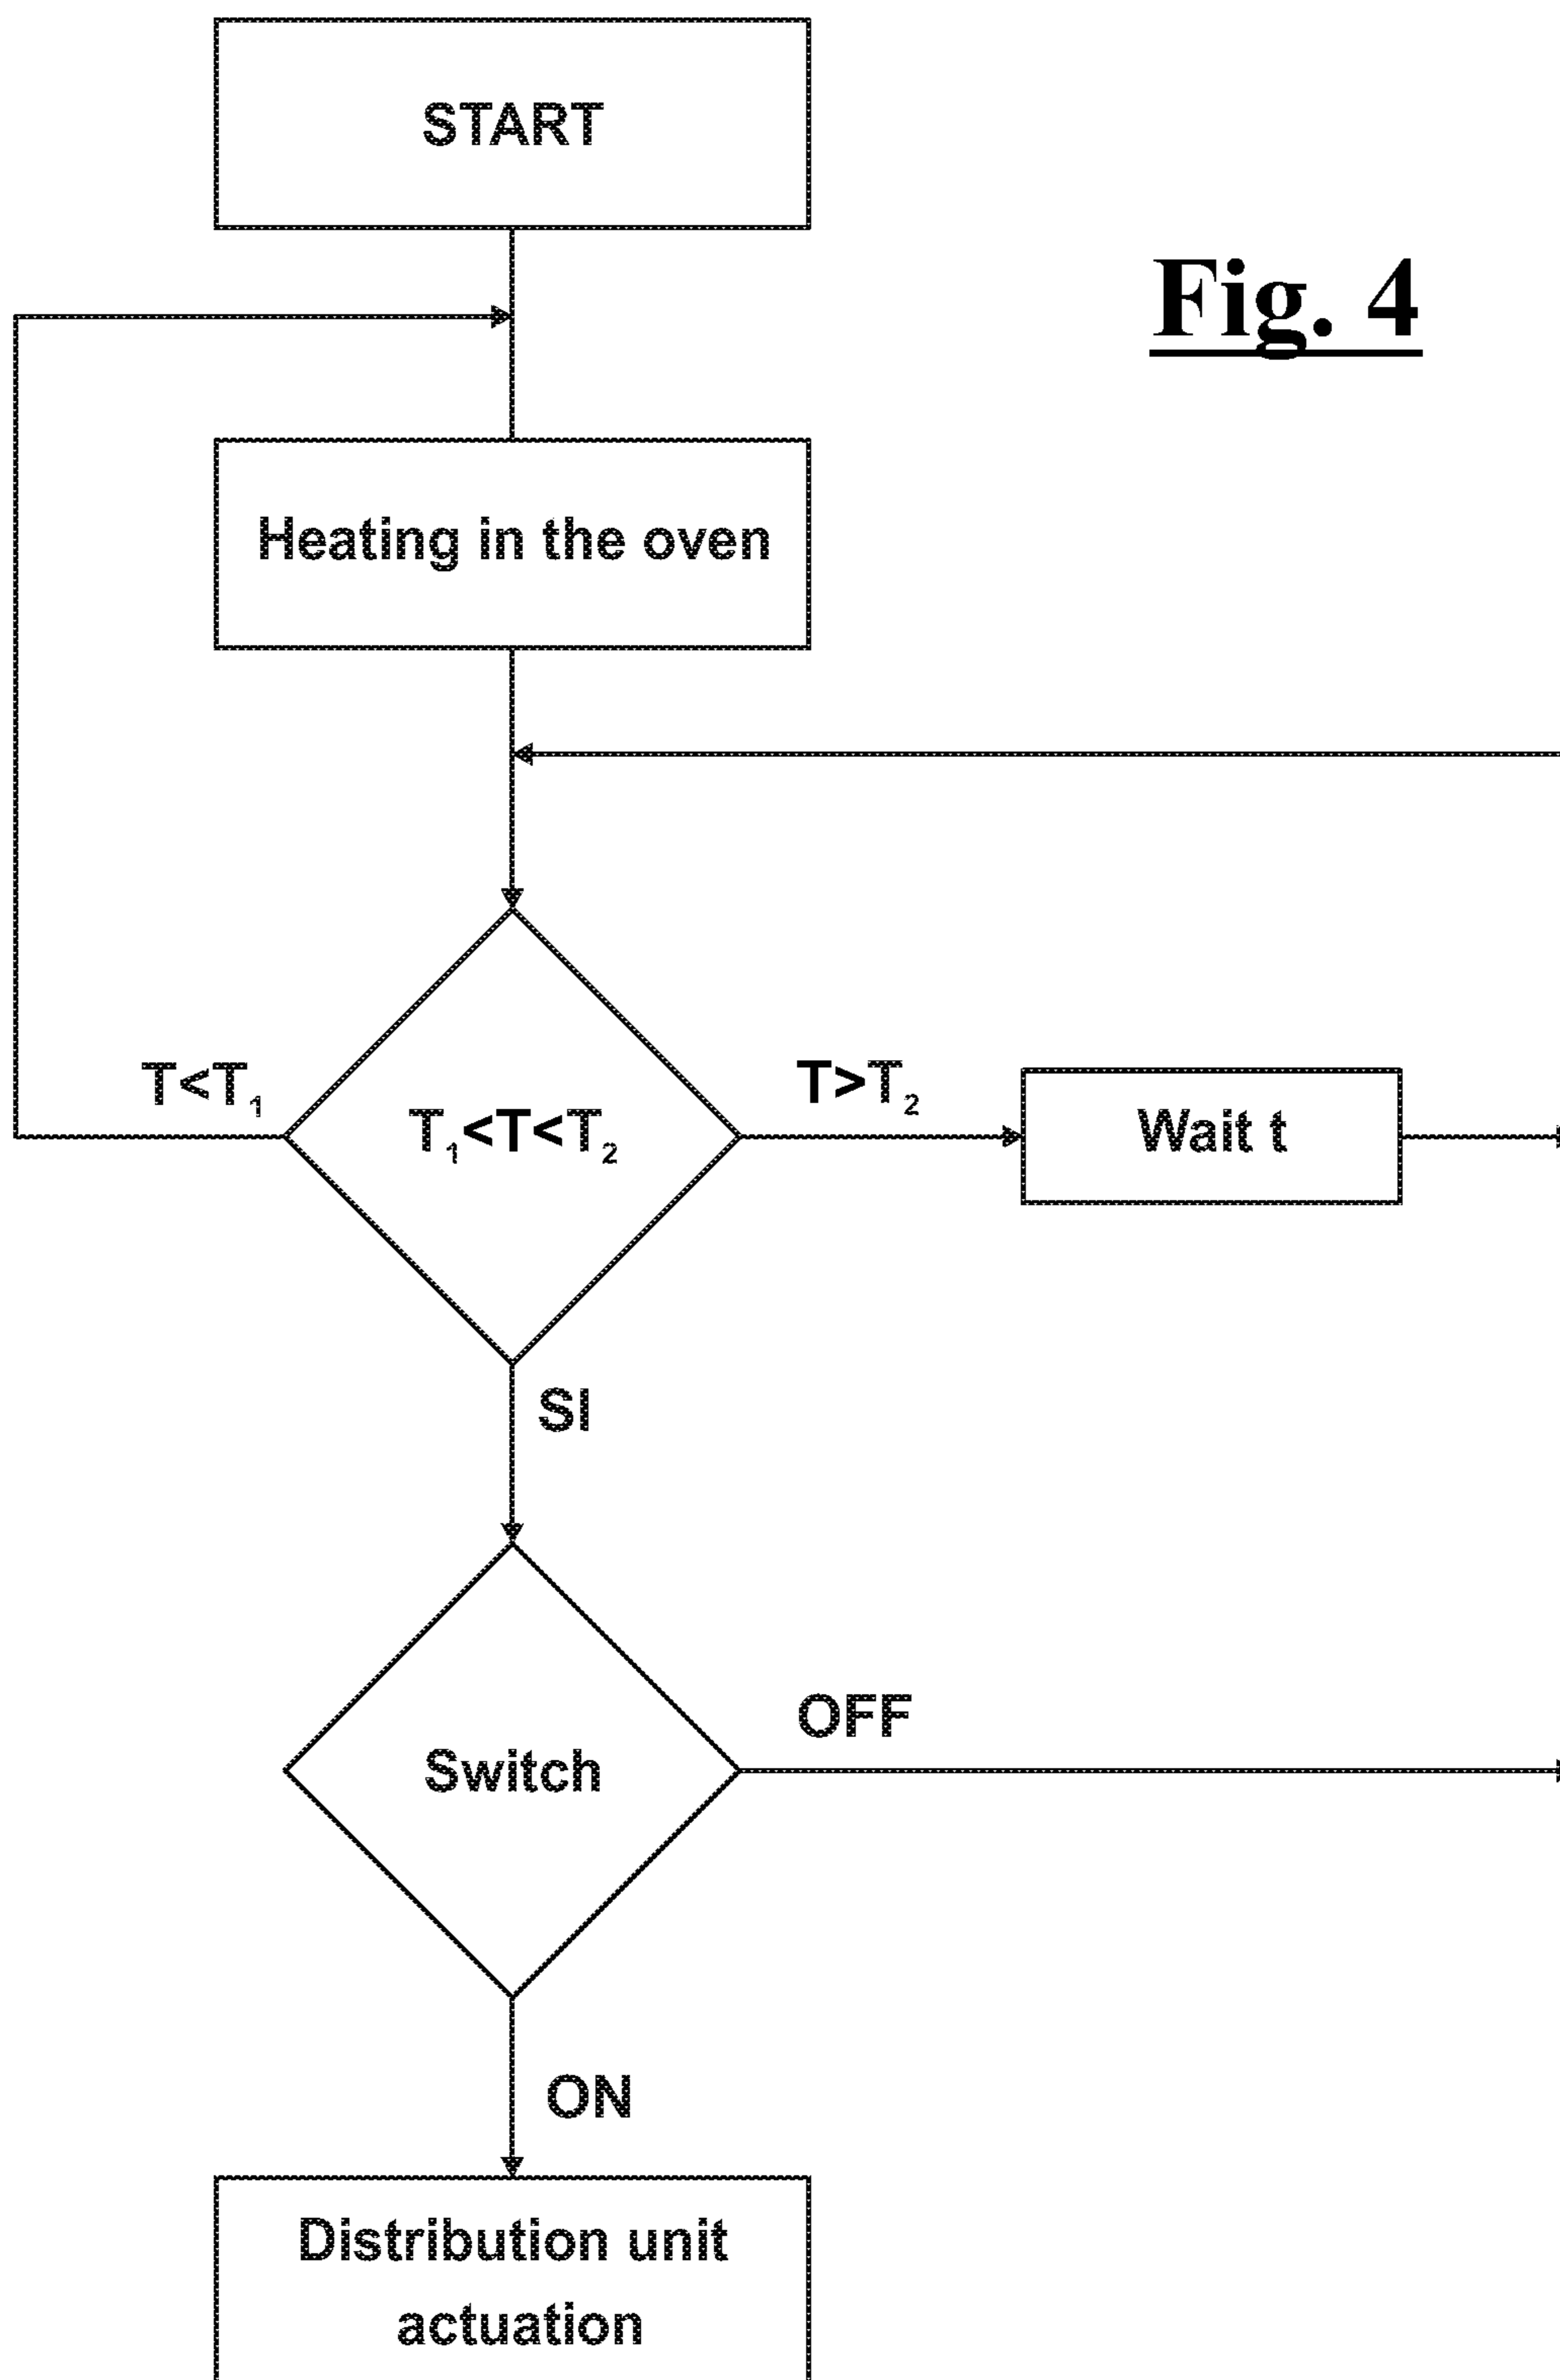 START
Fig. 4
Heating in the oven
T<T₁
T₁<T<T₂
T>T₂
Wait t
SI
OFF
Switch
ON
Distribution unit
actuation